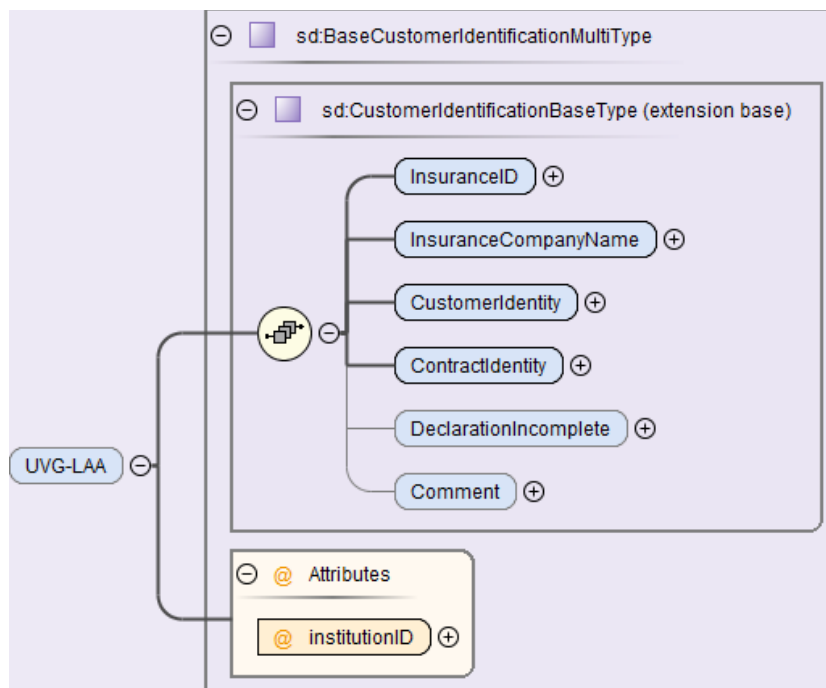 sd:BaseCustomerIdentificationMultiType
sd:CustomerIdentificationBaseType (extension base)
InsuranceID
InsuranceCompanyName
CustomerIdentity
ContractIdentity
DeclarationIncomplete
UVG-LAA
Comment
@ Attributes
@ institutionID